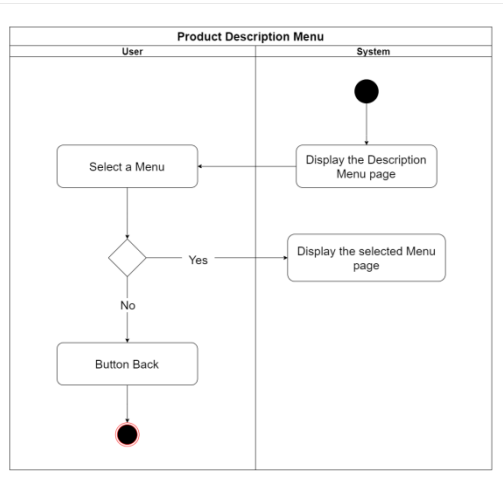 Product Description Menu
User
System
Display the Description
Menu page
Select a Menu
Display the selected Menu
page
Yes
No
Button Back